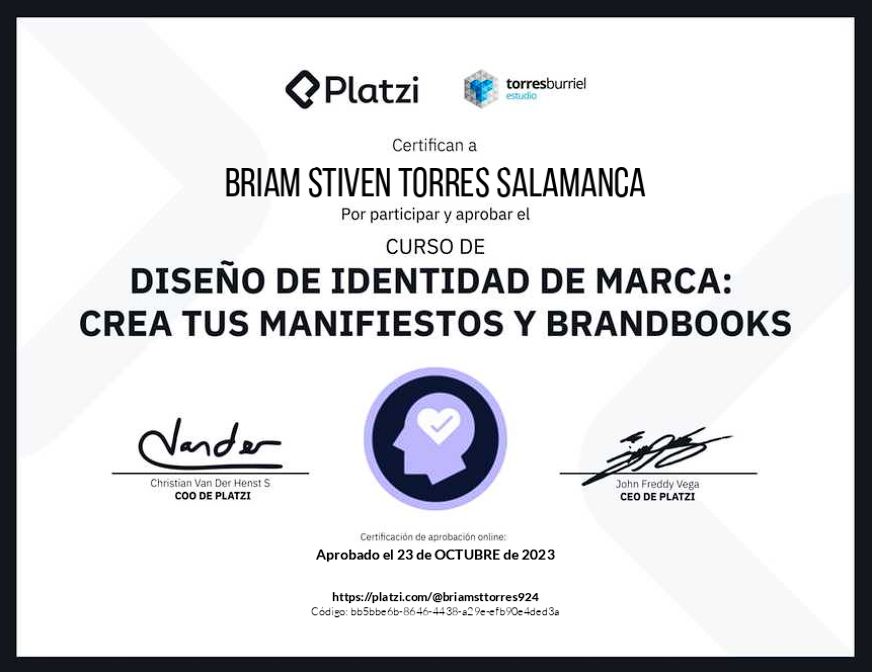 Platzi
torresburriel
estudio
Certifican a
BRIAM STIVEN TORRES SALAMANCA
Por participar y aprobar el
CURSO DE
DISEÑO DE IDENTIDAD DE MARCA:
CREA TUS MANIFIESTOS Y BRANDBOOKS
Vander
Christian Van Der Henst S
COO DE PLATZI
John Freddy Vega
CEO DE PLATZI
Certificación de aprobación online:
Aprobado el 23 de OCTUBRE de 2023
https://platzi.com/@briamsttorres924
Código: bb5bbe6b-8646-4438-a29e-efb90e4ded3a